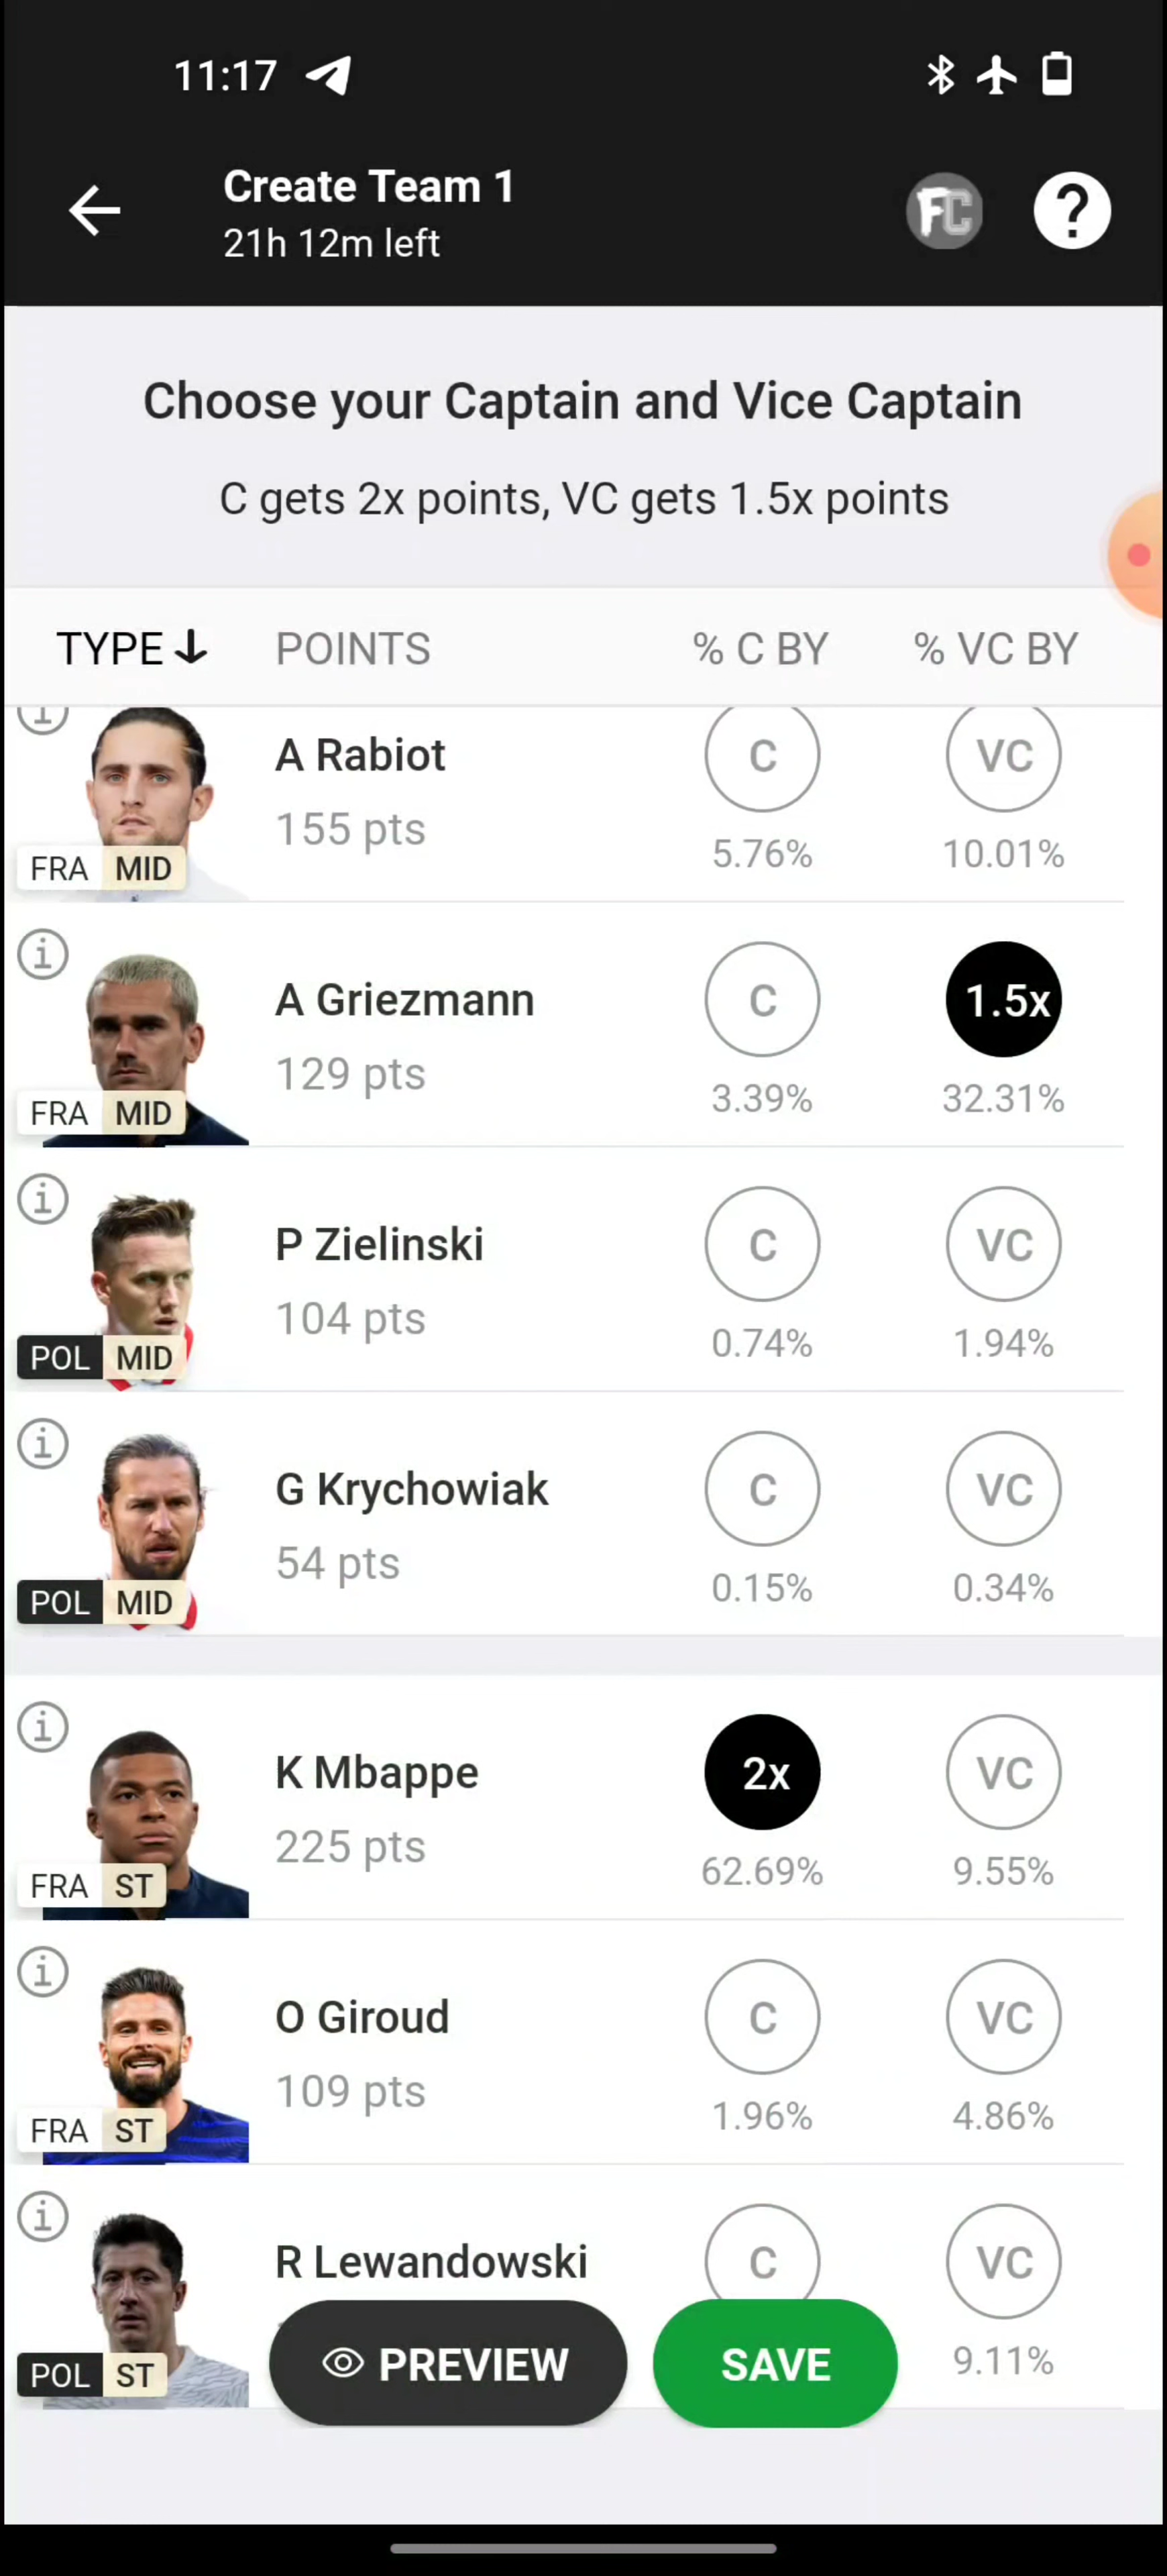 11:17
Create Team 1
21h 12m left
FC
?
Choose your Captain and Vice Captain
C gets 2x points, VC gets 1.5x points
TYPE POINTS % C BY % VC BY
A Rabiot C VC
155 pts 5.76% 10.01%
FRA MID
A Griezmann C 1.5x
129 pts 3.39% 32.31%
FRA MID
P Zielinski C VC
104 pts 0.74% 1.94%
POL MID
G Krychowiak C VC
54 pts 0.15% 0.34%
POL MID
K Mbappe 2x VC
225 pts 62.69% 9.55%
FRA ST
O Giroud C VC
109 pts 1.96% 4.86%
FRA ST
R Lewandowski C VC
POL ST PREVIEW SAVE 9.11%